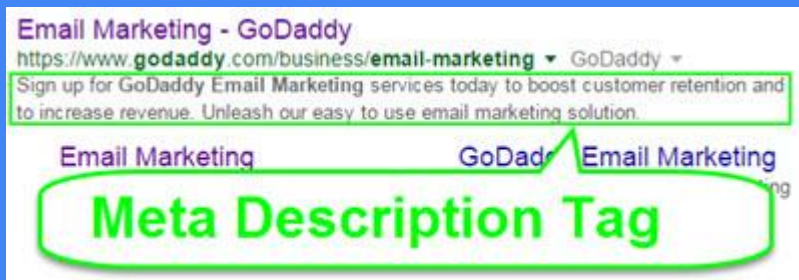 Email Marketing - GoDaddy
https://www.godaddy.com/business/email-marketing ▾ GoDaddy ▾
Sign up for GoDaddy Email Marketing services today to boost customer retention and
to increase revenue. Unleash our easy to use email marketing solution.
Email Marketing
Email Marketing
Meta Description Tag